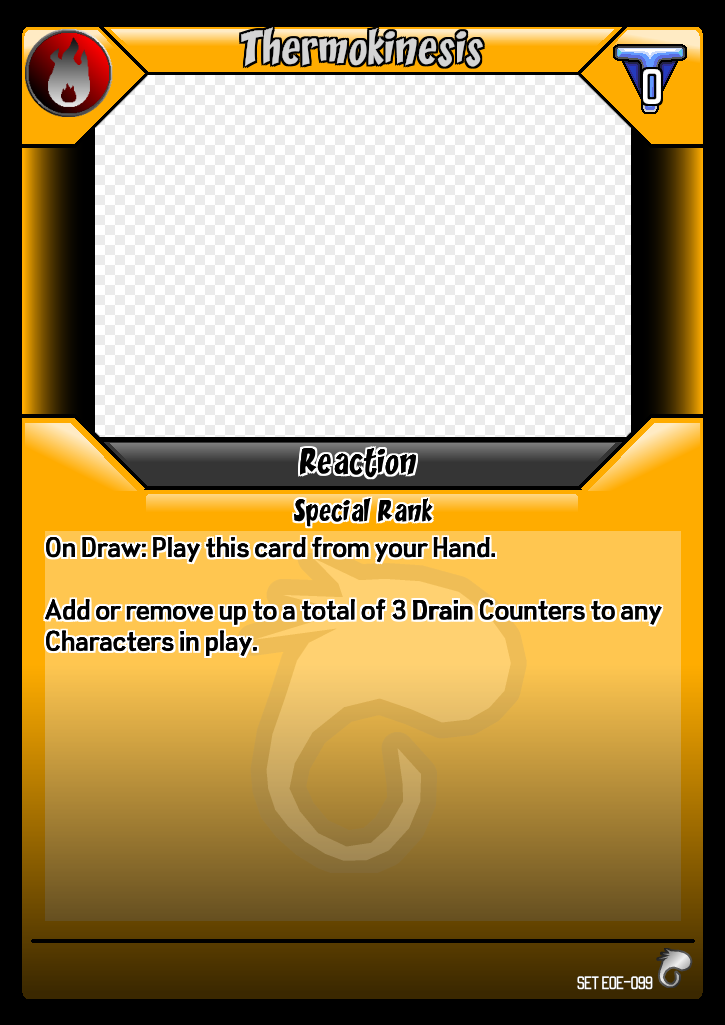 Thermokinesis
0
Reaction
Special Rank
On Draw: Play this card from your Hand.
Add or remove up to a total of 3 Drain Counters to any
Characters in play.
SET EOE-099